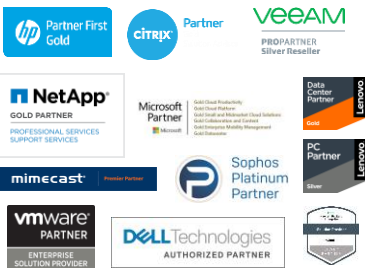 hp
Partner First
Gold
CITRIX
Partner
VEEAM
PROPARTNER
Silver Reseller
NetApp
GOLD PARTNER
PROFESSIONAL SERVICES
SUPPORT SERVICES
Microsoft
Partner
Microsoft
Gold Cloud Productivity
Gold Cloud Platform
Gold Small and Midmarket Cloud Solutions
Gold Collaboration and Content
Gold Enterprise Mobility Management
Gold Datacenter
Data
Center
Partner
Gold
Lenovo
mimecast
Premier Partner
Sophos
Platinum
Partner
PC
Partner
Silver
Lenovo
vmware
PARTNER
ENTERPRISE
SOLUTION PROVIDER
DELL Technologies
AUTHORIZED PARTNER